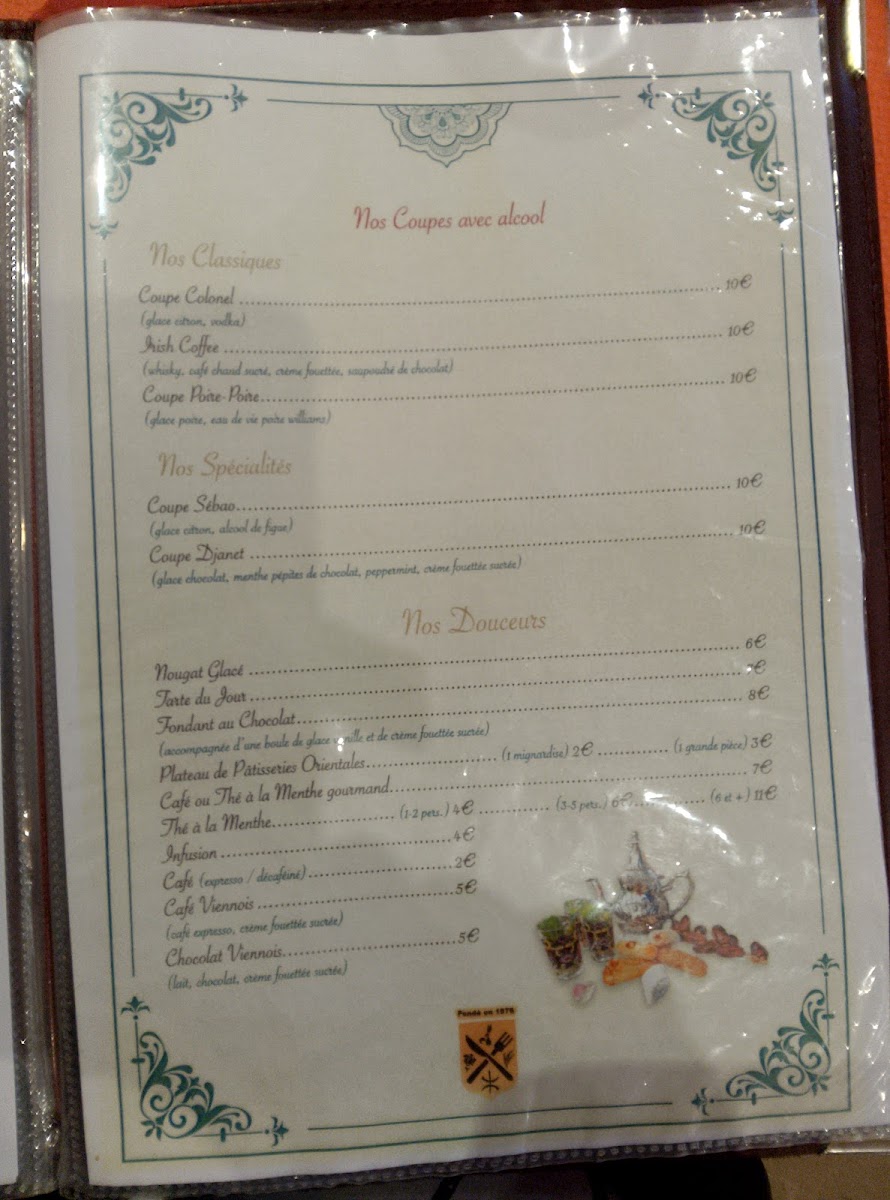 Nos Coupes avec alcool
Nos Classiques
Coupe Colonel ........ 10€
(glace citron, vodka)
Irish Coffee ........ 10€
(whisky, café chaud sucré, crème fouettée, saupoudré de chocolat)
Coupe Poire-Poire ........ 10€
(glace poire, eau de vie poire williams)
Nos Spécialités
Coupe Sébao ........ 10€
(glace citron, alcool de figue)
Coupe Djanet ........ 10€
(glace chocolat, menthe pépites de chocolat, peppermint, crème fouettée sucrée)
Nos Douceurs
Nougat Glacé ........ 6€
Tarte du Jour ........ 7€
Fondant au Chocolat ........ 8€
(accompagnée d'une boule de glace vanille et de crème fouettée sucrée)
Plateau de Pâtisseries Orientales ........ (1 mignardise) 2€ ........ (1 grande pièce) 3€
Café ou Thé à la Menthe gourmand ........ 7€
Thé à la Menthe ........ (1-2 pers.) 4€ ........ (3-5 pers.) 6€ ........ (6 et +) 11€
Infusion ........ 4€
Café (expresso / décaféiné) ........ 2€
Café Viennois ........ 5€
(café expresso, crème fouettée sucrée)
Chocolat Viennois ........ 5€
(lait, chocolat, crème fouettée sucrée)
Fondé en 1976